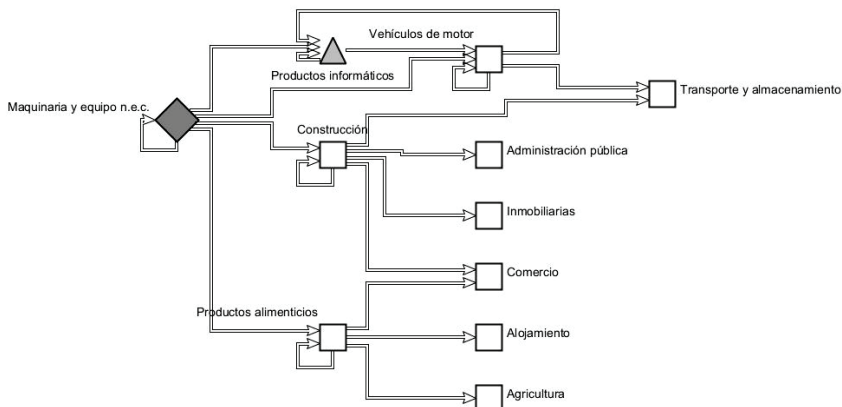 Vehículos de motor
Productos informáticos
Transporte y almacenamiento
Maquinaria y equipo n.e.c.
Construcción
Administración pública
Inmobiliarias
Comercio
Productos alimenticios
Alojamiento
Agricultura